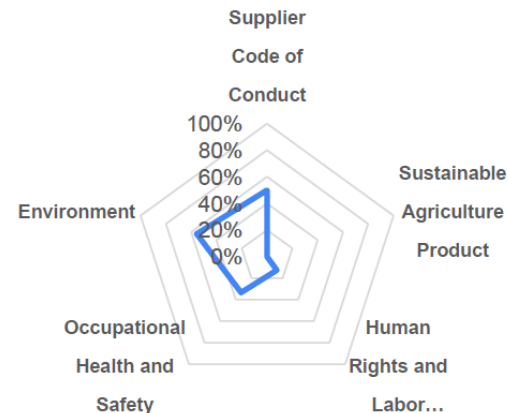 Supplier
Code of
Conduct
100%
80%
60%
40%
20%
0%
Sustainable
Agriculture
Product
Environment
Occupational
Health and
Safety
Human
Rights and
Labor…